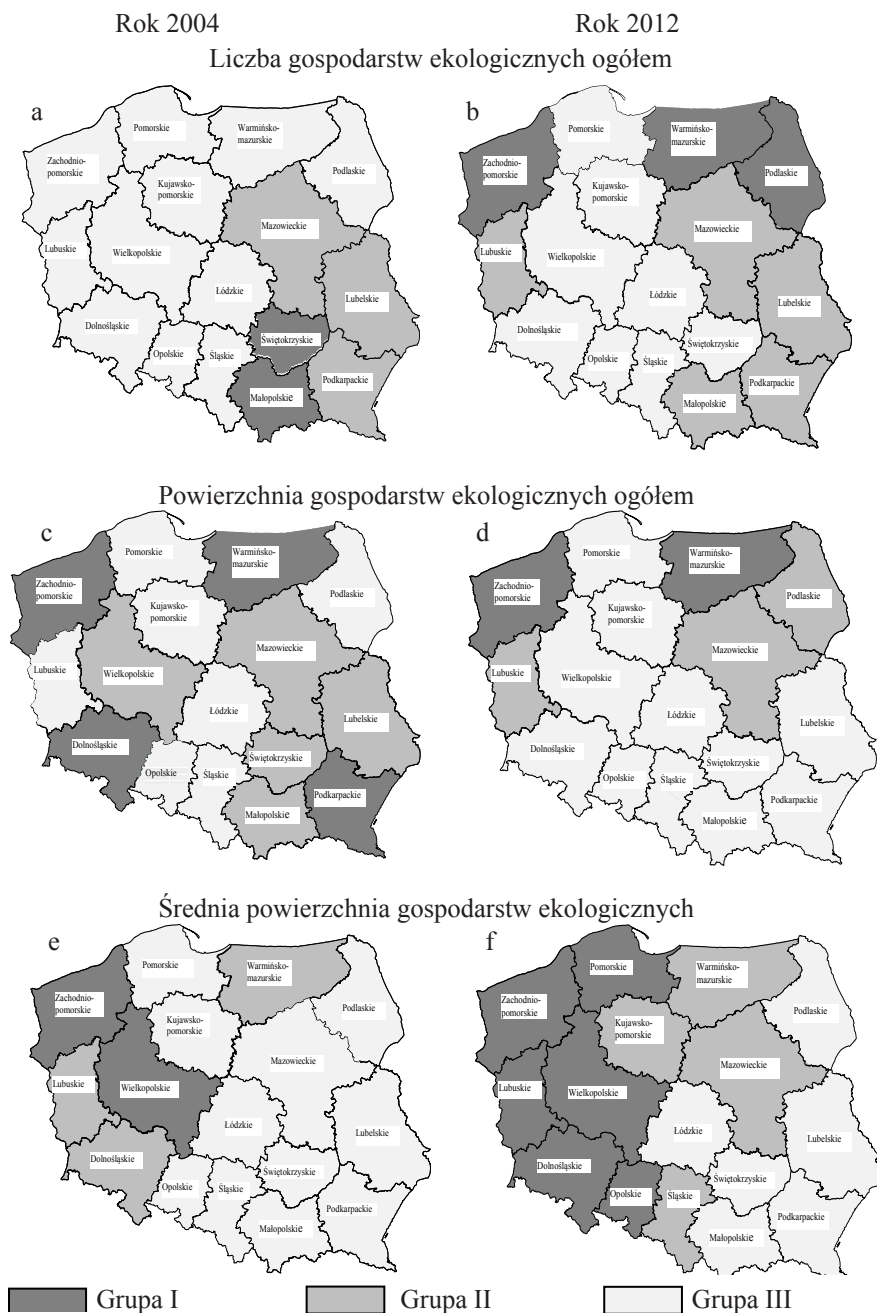 Rok 2004 Rok 2012
Liczba gospodarstw ekologicznych ogółem
a
Pomorskie
Warmińsko-
mazurskie
Zachodnio-
pomorskie
Podlaskie
Kujawsko-
pomorskie
Mazowieckie
Lubuskie
Wielkopolskie
Łódzkie
Lubelskie
Dolnośląskie
Świętokrzyskie
Opolskie
Śląskie
Podkarpackie
Małopolskie
b
Pomorskie
Warmińsko-
mazurskie
Zachodnio-
pomorskie
Podlaskie
Kujawsko-
pomorskie
Mazowieckie
Lubuskie
Wielkopolskie
Łódzkie
Lubelskie
Dolnośląskie
Świętokrzyskie
Opolskie
Śląskie
Podkarpackie
Małopolskie
Powierzchnia gospodarstw ekologicznych ogółem
c
Pomorskie
Warmińsko-
mazurskie
Zachodnio-
pomorskie
Podlaskie
Kujawsko-
pomorskie
Mazowieckie
Lubuskie
Wielkopolskie
Łódzkie
Lubelskie
Dolnośląskie
Świętokrzyskie
Opolskie
Śląskie
Podkarpackie
Małopolskie
d
Pomorskie
Warmińsko-
mazurskie
Zachodnio-
pomorskie
Podlaskie
Kujawsko-
pomorskie
Mazowieckie
Lubuskie
Wielkopolskie
Łódzkie
Lubelskie
Dolnośląskie
Świętokrzyskie
Opolskie
Śląskie
Podkarpackie
Małopolskie
Średnia powierzchnia gospodarstw ekologicznych
e
Pomorskie
Warmińsko-
mazurskie
Zachodnio-
pomorskie
Podlaskie
Kujawsko-
pomorskie
Mazowieckie
Lubuskie
Wielkopolskie
Łódzkie
Lubelskie
Dolnośląskie
Świętokrzyskie
Opolskie
Śląskie
Podkarpackie
Małopolskie
f
Pomorskie
Warmińsko-
mazurskie
Zachodnio-
pomorskie
Podlaskie
Kujawsko-
pomorskie
Mazowieckie
Lubuskie
Wielkopolskie
Łódzkie
Lubelskie
Dolnośląskie
Świętokrzyskie
Opolskie
Śląskie
Podkarpackie
Małopolskie
Grupa I Grupa II Grupa III